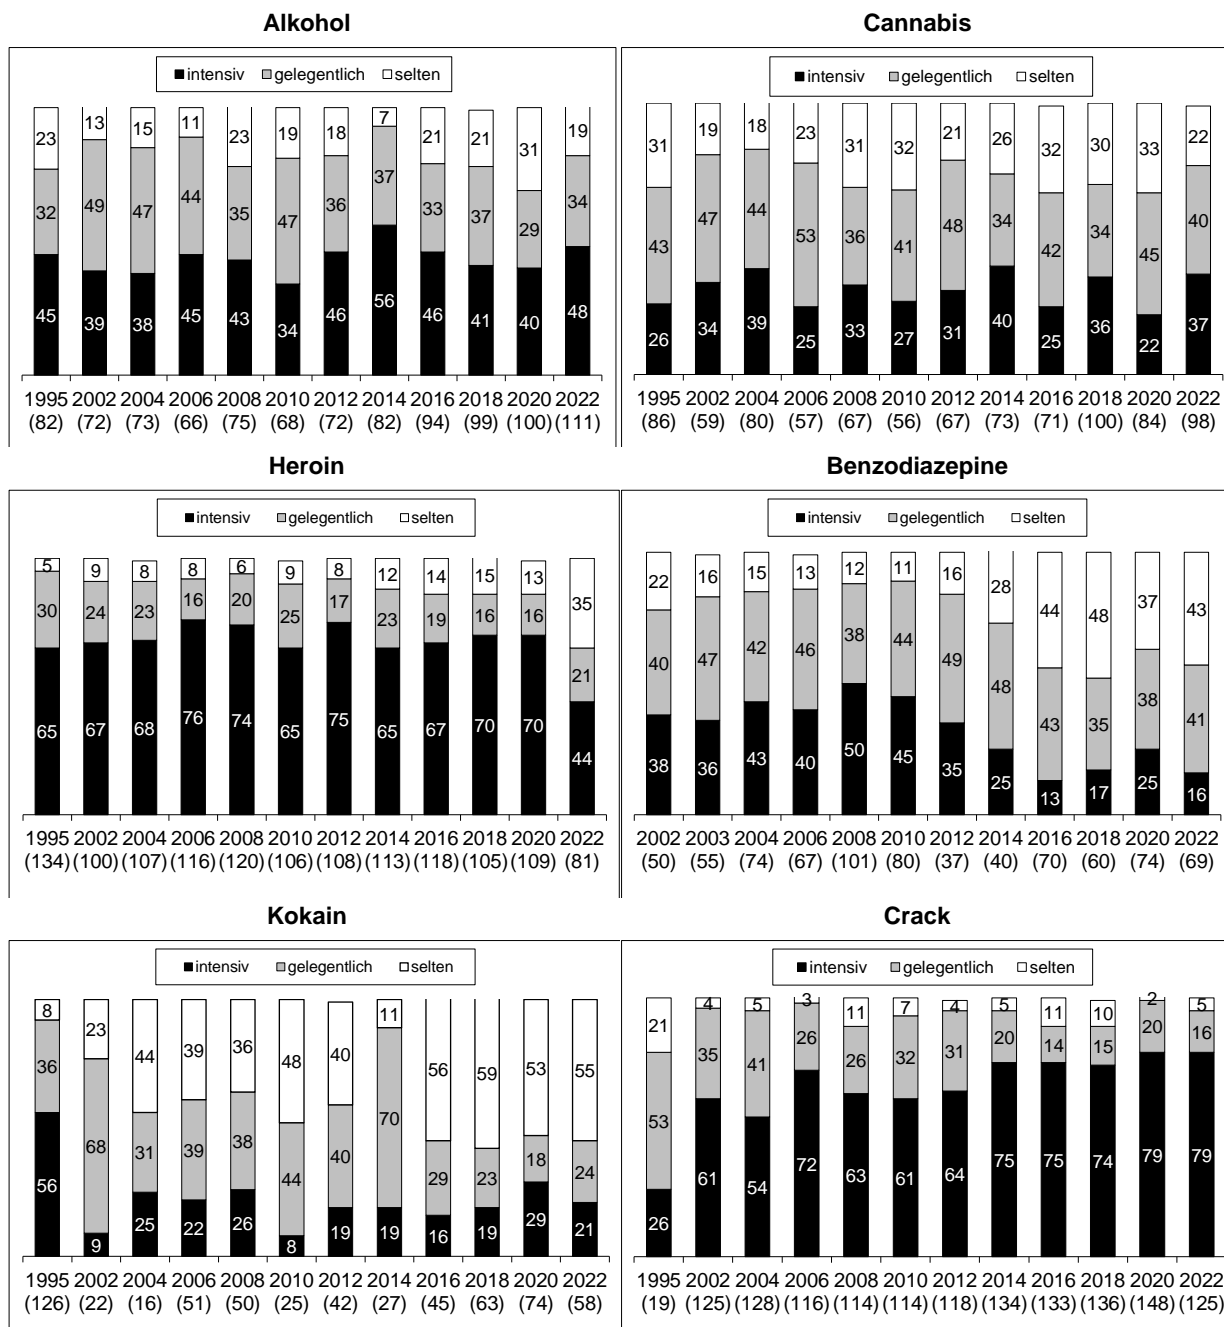 Alkohol
intensiv gelegentlich selten
23 13 15 11 23 19 18 7 21 21 31 19
32 49 47 44 35 47 36 37 33 37 29 34
45 39 38 45 43 34 46 56 46 41 40 48
1995 2002 2004 2006 2008 2010 2012 2014 2016 2018 2020 2022
(82) (72) (73) (66) (75) (68) (72) (82) (94) (99) (100) (111)
Cannabis
intensiv gelegentlich selten
31 19 18 23 31 32 21 26 32 30 33 22
43 47 44 53 36 41 48 34 42 34 45 40
26 34 39 25 33 27 31 40 25 36 22 37
1995 2002 2004 2006 2008 2010 2012 2014 2016 2018 2020 2022
(86) (59) (80) (57) (67) (56) (67) (73) (71) (100) (84) (98)
Heroin
intensiv gelegentlich selten
5 9 8 8 6 9 8 12 14 15 13 35
30 24 23 16 20 25 17 23 19 16 16 21
65 67 68 76 74 65 75 65 67 70 70 44
1995 2002 2004 2006 2008 2010 2012 2014 2016 2018 2020 2022
(134) (100) (107) (116) (120) (106) (108) (113) (118) (105) (109) (81)
Benzodiazepine
intensiv gelegentlich selten
22 16 15 13 12 11 16 28 44 48 37 43
40 47 42 46 38 44 49 48 43 35 38 41
38 36 43 40 50 45 35 25 13 17 25 16
2002 2003 2004 2006 2008 2010 2012 2014 2016 2018 2020 2022
(50) (55) (74) (67) (101) (80) (37) (40) (70) (60) (74) (69)
Kokain
intensiv gelegentlich selten
8 23 44 39 36 48 40 11 56 59 53 55
36 68 31 39 38 44 40 70 29 23 18 24
56 9 25 22 26 8 19 19 16 19 29 21
1995 2002 2004 2006 2008 2010 2012 2014 2016 2018 2020 2022
(126) (22) (16) (51) (50) (25) (42) (27) (45) (63) (74) (58)
Crack
intensiv gelegentlich selten
21 4 5 3 11 7 4 5 11 10 2 5
53 35 41 26 26 32 31 20 14 15 20 16
26 61 54 72 63 61 64 75 75 74 79 79
1995 2002 2004 2006 2008 2010 2012 2014 2016 2018 2020 2022
(19) (125) (128) (116) (114) (114) (118) (134) (133) (136) (148) (125)